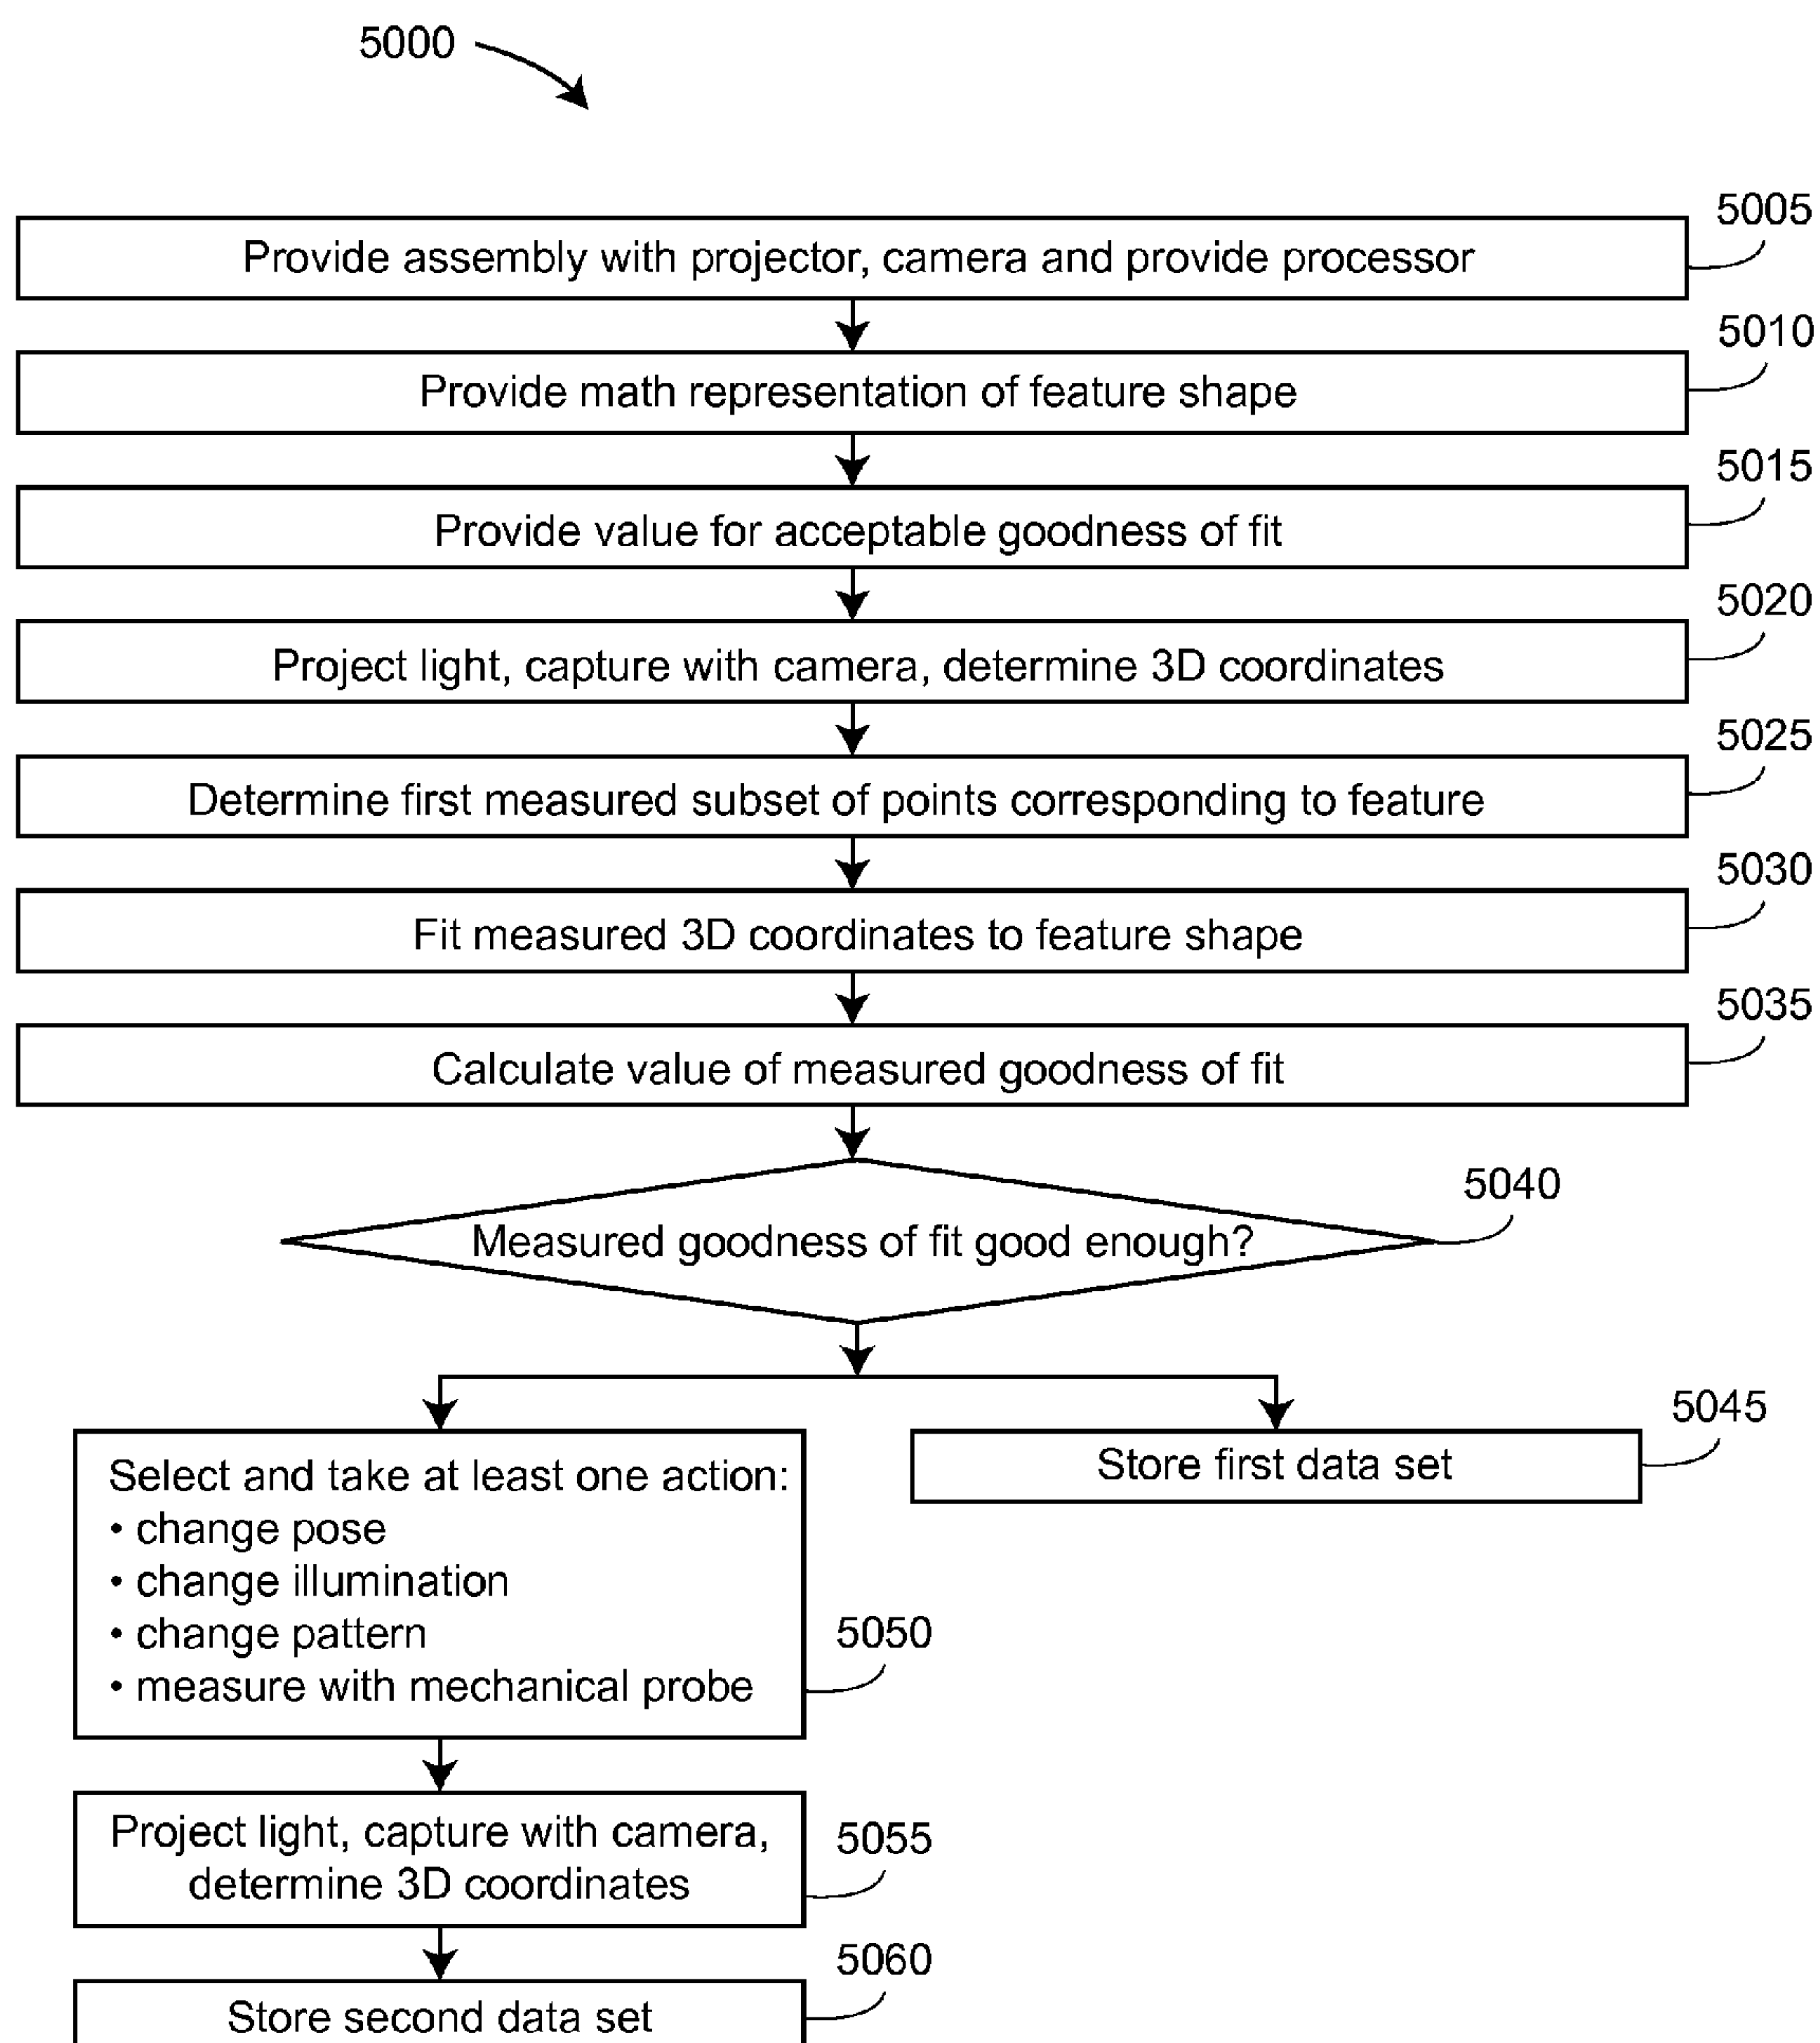 5000
5005
Provide assembly with projector, camera and provide processor
5010
Provide math representation of feature shape
5015
Provide value for acceptable goodness of fit
5020
Project light, capture with camera, determine 3D coordinates
5025
Determine first measured subset of points corresponding to feature
5030
Fit measured 3D coordinates to feature shape
5035
Calculate value of measured goodness of fit
5040
Measured goodness of fit good enough?
5045
Store first data set
Select and take at least one action:
• change pose
• change illumination
• change pattern
• measure with mechanical probe
5050
Project light, capture with camera,
determine 3D coordinates
5055
5060
Store second data set